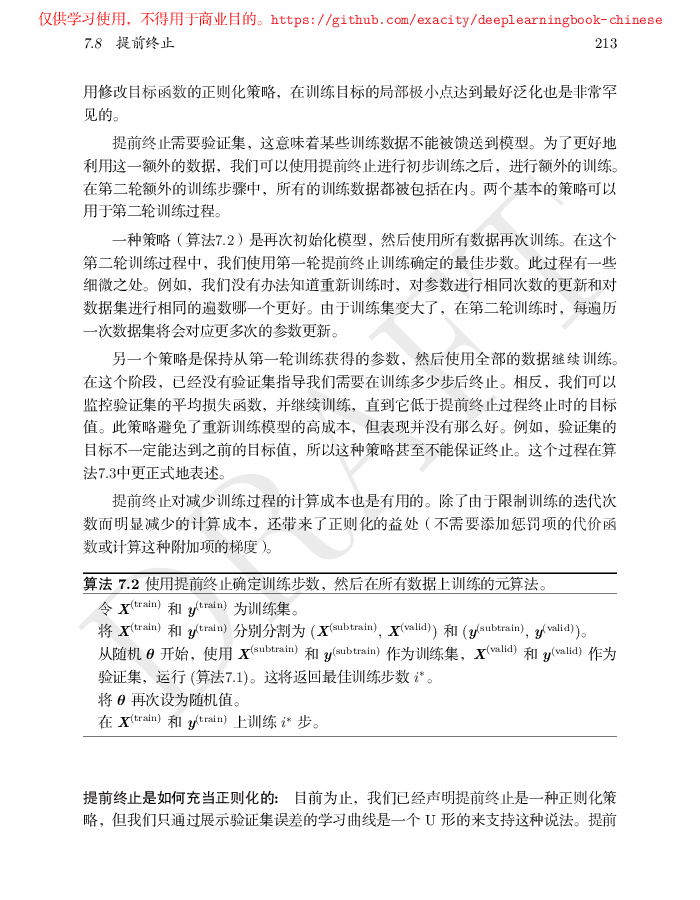 仅供学习使用，不得用于商业目的。https://github.com/exacity/deeplearningbook-chinese
7.8 提前终止 213
用修改目标函数的正则化策略，在训练目标的局部极小点达到最好泛化也是非常罕
见的。
提前终止需要验证集，这意味着某些训练数据不能被馈送到模型。为了更好地
利用这一额外的数据，我们可以使用提前终止进行初步训练之后，进行额外的训练。
在第二轮额外的训练步骤中，所有的训练数据都被包括在内。两个基本的策略可以
用于第二轮训练过程。
一种策略（算法7.2）是再次初始化模型，然后使用所有数据再次训练。在这个
第二轮训练过程中，我们使用第一轮提前终止训练确定的最佳步数。此过程有一些
细微之处。例如，我们没有办法知道重新训练时，对参数进行相同次数的更新和对
数据集进行相同的遍数哪一个更好。由于训练集变大了，在第二轮训练时，每遍历
一次数据集将会对应更多次的参数更新。
另一个策略是保持从第一轮训练获得的参数，然后使用全部的数据继续训练。
在这个阶段，已经没有验证集指导我们需要在训练多少步后终止。相反，我们可以
监控验证集的平均损失函数，并继续训练，直到它低于提前终止过程终止时的目标
值。此策略避免了重新训练模型的高成本，但表现并没有那么好。例如，验证集的
目标不一定能达到之前的目标值，所以这种策略甚至不能保证终止。这个过程在算
法7.3中更正式地表述。
提前终止对减少训练过程的计算成本也是有用的。除了由于限制训练的迭代次
数而明显减少的计算成本，还带来了正则化的益处（不需要添加惩罚项的代价函
数或计算这种附加项的梯度）。
算法 7.2 使用提前终止确定训练步数，然后在所有数据上训练的元算法。
令 X^(train) 和 y^(train) 为训练集。
将 X^(train) 和 y^(train) 分别分割为 (X^(subtrain), X^(valid)) 和 (y^(subtrain), y^(valid))。
从随机 θ 开始，使用 X^(subtrain) 和 y^(subtrain) 作为训练集，X^(valid) 和 y^(valid) 作为
验证集，运行 (算法7.1)。这将返回最佳训练步数 i*。
将 θ 再次设为随机值。
在 X^(train) 和 y^(train) 上训练 i* 步。
提前终止是如何充当正则化的： 目前为止，我们已经声明提前终止是一种正则化策
略，但我们只通过展示验证集误差的学习曲线是一个 U 形的来支持这种说法。提前
DRAFT